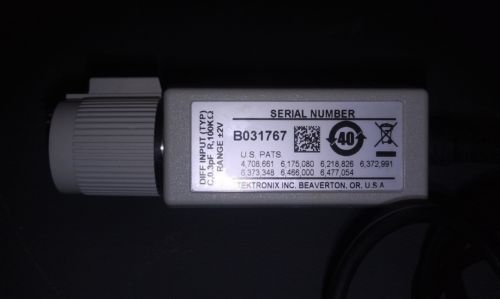 SERIAL NUMBER
B031767
40
U.S. PATS.
4,708,661 6,175,080 6,218,826 6,372,991
6,373,348 6,466,000 6,477,054
TEKTRONIX INC. BEAVERTON, OR, U.S.A
DIFF INPUT (TYP)
C,0.3pF R,100KΩ
RANGE ±2V